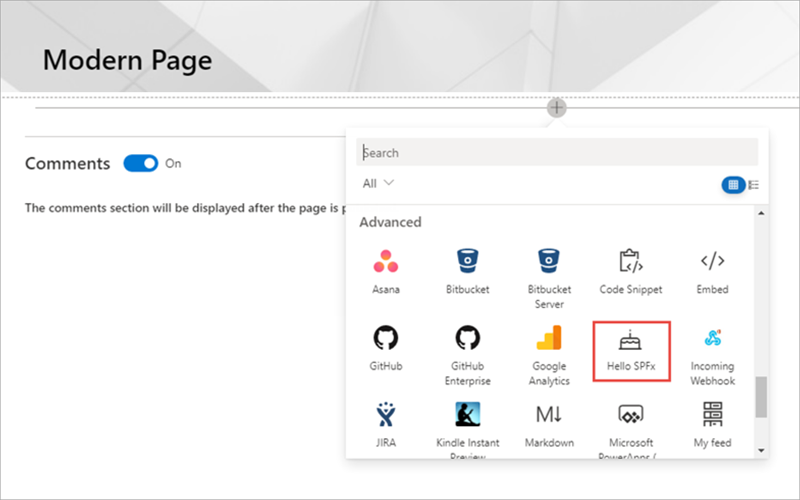 Modern Page
Search
Comments
On
All
The comments section will be displayed after the page is
Advanced
Asana
Bitbucket
Bitbucket
Server
Code Snippet
Embed
GitHub
GitHub
Enterprise
Google
Analytics
Hello SPFx
Incoming
Webhook
JIRA
Kindle Instant
Preview
Markdown
Microsoft
PowerApps (
My feed